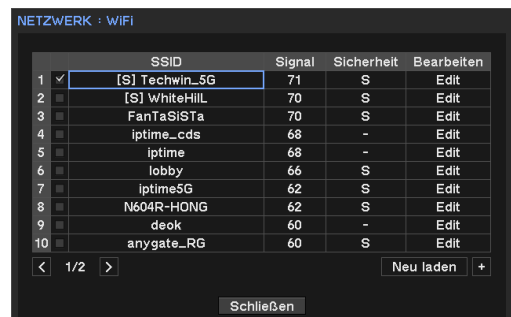 NETZWERK : WiFi
SSID Signal Sicherheit Bearbeiten
1 [S] Techwin_5G 71 S Edit
2 [S] WhiteHilL 70 S Edit
3 FanTaSiSTa 70 S Edit
4 iptime_cds 68 - Edit
5 iptime 68 - Edit
6 lobby 66 S Edit
7 iptime5G 62 S Edit
8 N604R-HONG 62 S Edit
9 deok 60 - Edit
10 anygate_RG 60 S Edit
< 1/2 > Neu laden +
Schließen